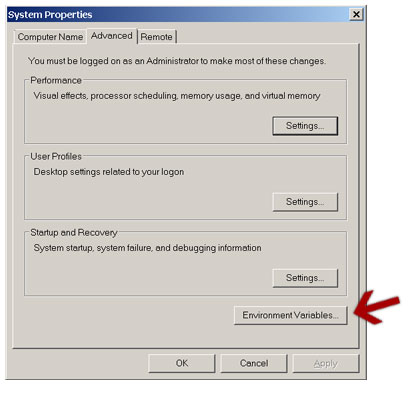 System Properties
Computer Name Advanced Remote
You must be logged on as an Administrator to make most of these changes.
Performance
Visual effects, processor scheduling, memory usage, and virtual memory
Settings...
User Profiles
Desktop settings related to your logon
Settings...
Startup and Recovery
System startup, system failure, and debugging information
Settings...
Environment Variables...
OK Cancel Apply